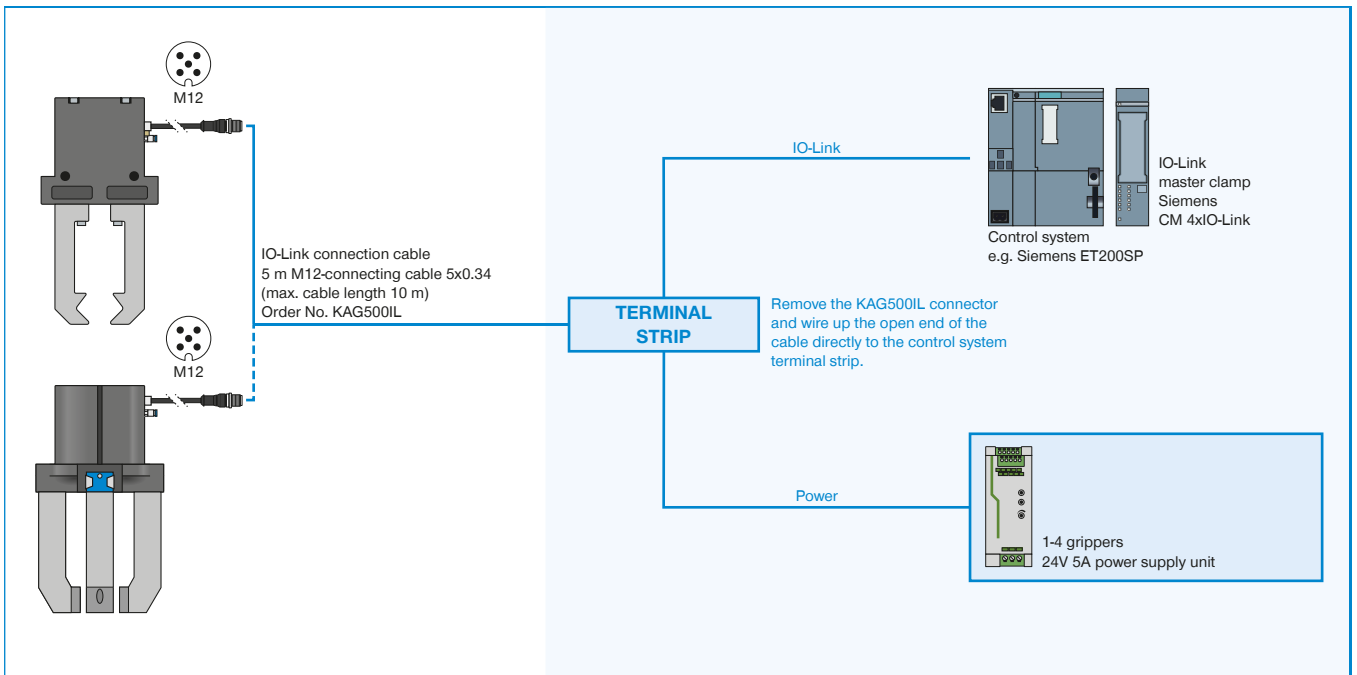 M12
IO-Link connection cable
5 m M12-connecting cable 5x0.34
(max. cable length 10 m)
Order No. KAG500IL
M12
TERMINAL
STRIP
IO-Link
Control system
e.g. Siemens ET200SP
IO-Link
master clamp
Siemens
CM 4xIO-Link
Remove the KAG500IL connector
and wire up the open end of the
cable directly to the control system
terminal strip.
Power
1-4 grippers
24V 5A power supply unit